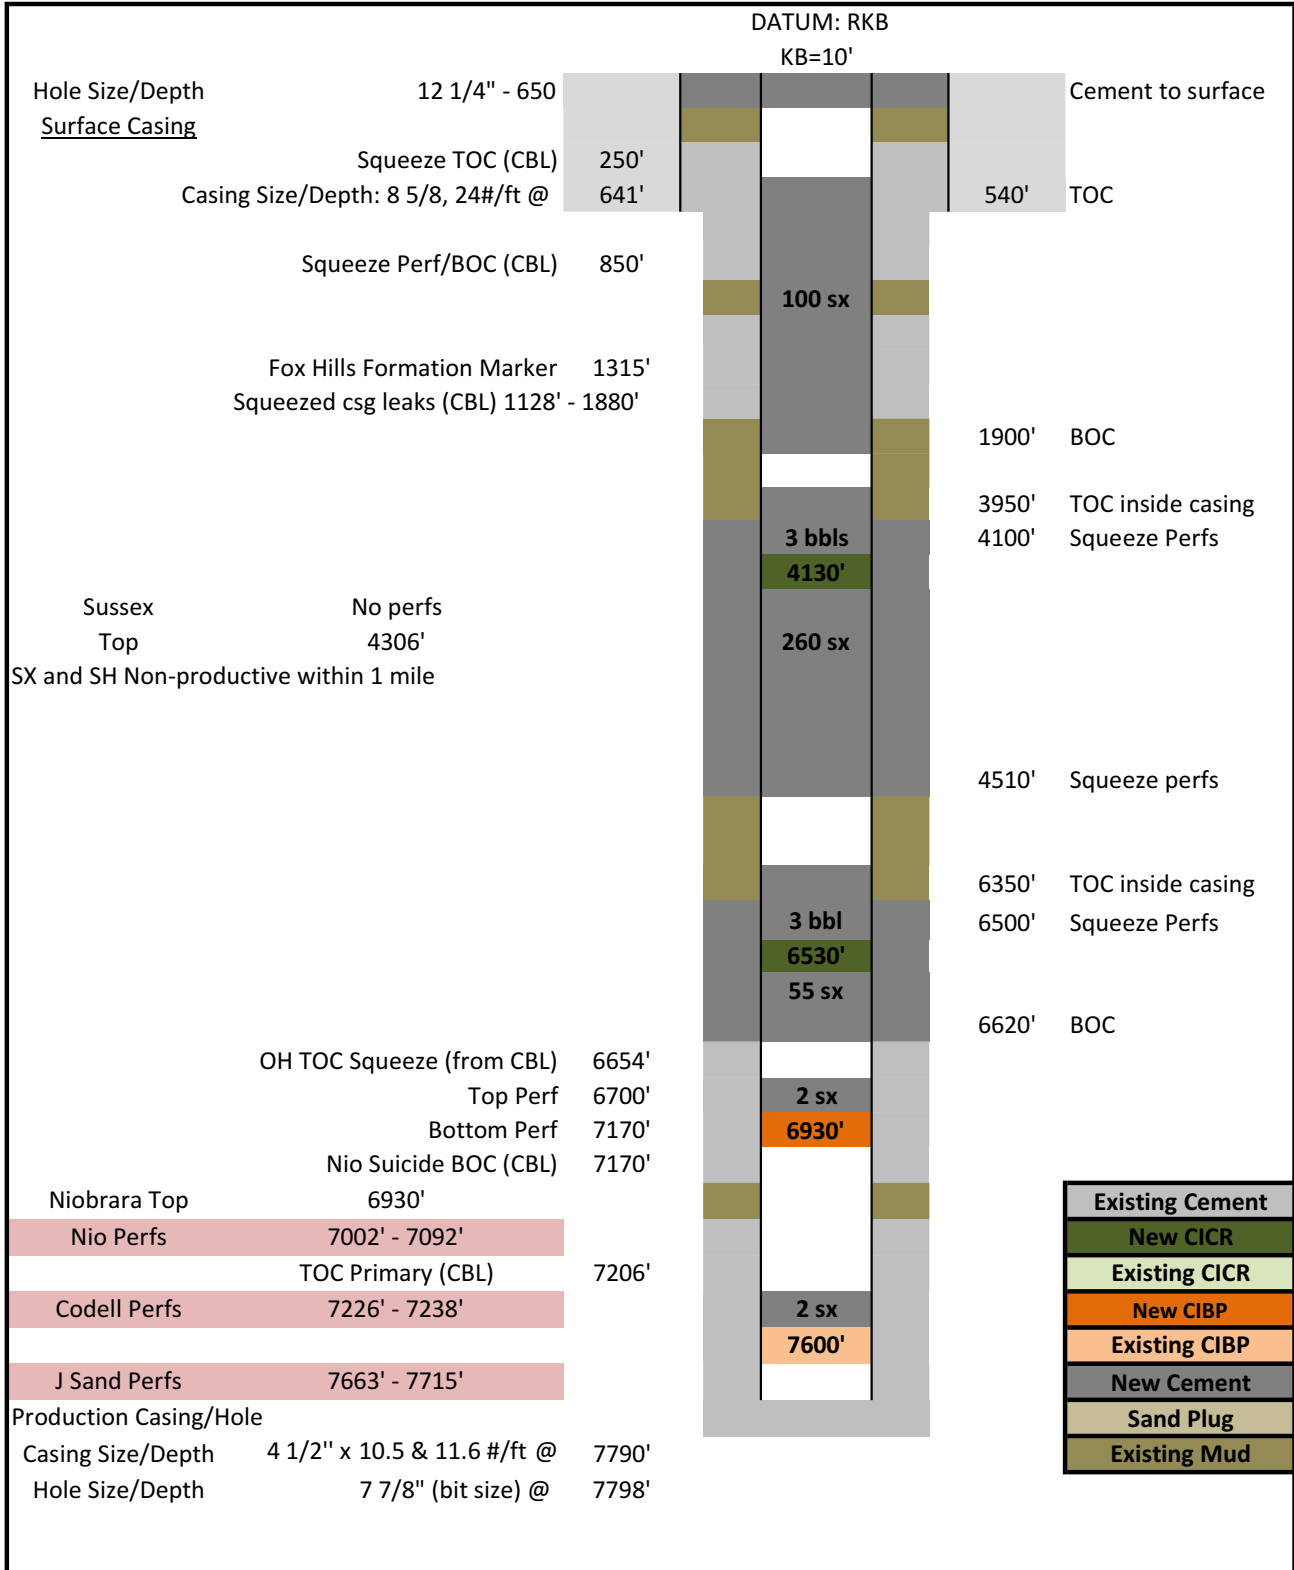 DATUM: RKB
KB=10'
Hole Size/Depth 12 1/4" - 650 Cement to surface
Surface Casing
Squeeze TOC (CBL) 250'
Casing Size/Depth: 8 5/8, 24#/ft @ 641' 540' TOC
Squeeze Perf/BOC (CBL) 850'
100 sx
Fox Hills Formation Marker 1315'
Squeezed csg leaks (CBL) 1128' - 1880'
1900' BOC
3950' TOC inside casing
3 bbls 4100' Squeeze Perfs
4130'
Sussex No perfs
Top 4306' 260 sx
SX and SH Non-productive within 1 mile
4510' Squeeze perfs
6350' TOC inside casing
3 bbl 6500' Squeeze Perfs
6530'
55 sx
6620' BOC
OH TOC Squeeze (from CBL) 6654'
Top Perf 6700' 2 sx
Bottom Perf 7170' 6930'
Nio Suicide BOC (CBL) 7170'
Niobrara Top 6930' Existing Cement
Nio Perfs 7002' - 7092' New CICR
TOC Primary (CBL) 7206' Existing CICR
Codell Perfs 7226' - 7238' 2 sx New CIBP
7600' Existing CIBP
J Sand Perfs 7663' - 7715' New Cement
Production Casing/Hole Sand Plug
Casing Size/Depth 4 1/2'' x 10.5 & 11.6 #/ft @ 7790' Existing Mud
Hole Size/Depth 7 7/8" (bit size) @ 7798'